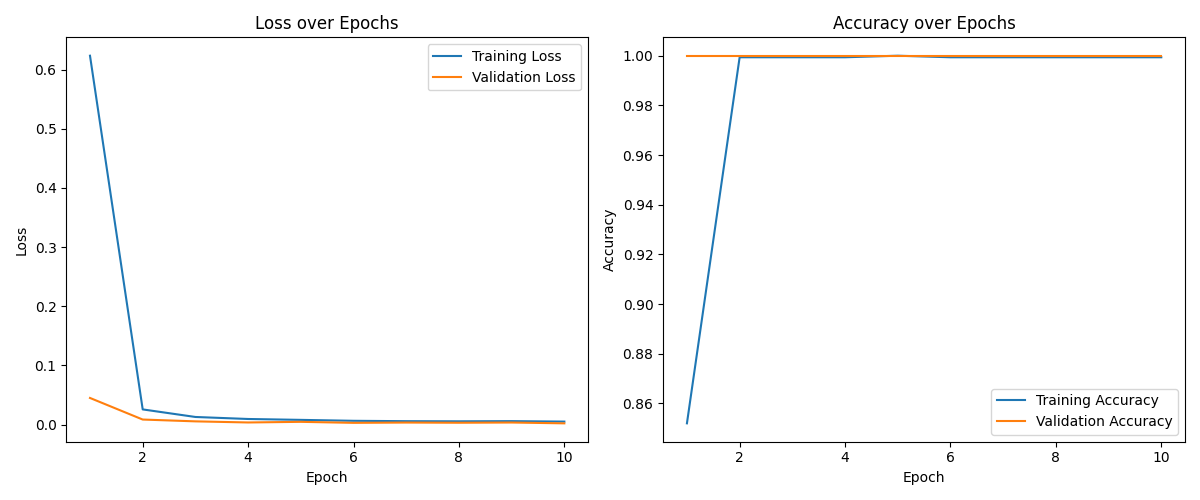 Loss over Epochs
Training Loss
Validation Loss
0.6
0.5
0.4
0.3
0.2
0.1
0.0
Loss
2 4 6 8 10
Epoch
Accuracy over Epochs
1.00
0.98
0.96
0.94
0.92
0.90
0.88
0.86
Accuracy
Training Accuracy
Validation Accuracy
2 4 6 8 10
Epoch